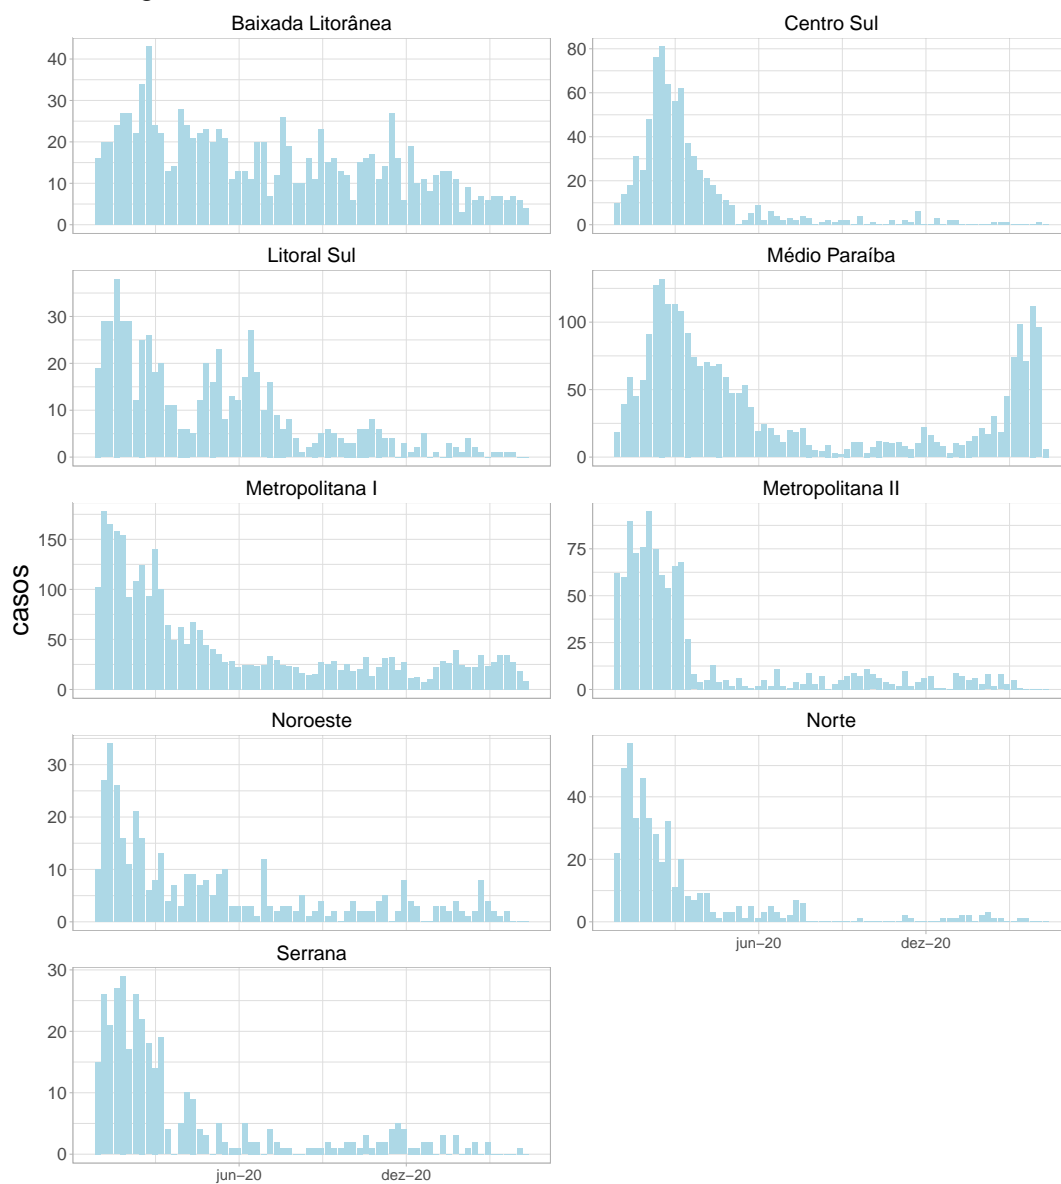 Baixada Litorânea
Centro Sul
40
30
20
10
0
80
60
40
20
0
Litoral Sul
Médio Paraíba
30
20
10
0
100
50
0
Metropolitana I
Metropolitana II
150
100
50
0
75
50
25
0
casos
Noroeste
Norte
30
20
10
0
40
20
0
jun–20
dez–20
Serrana
30
20
10
0
jun–20
dez–20